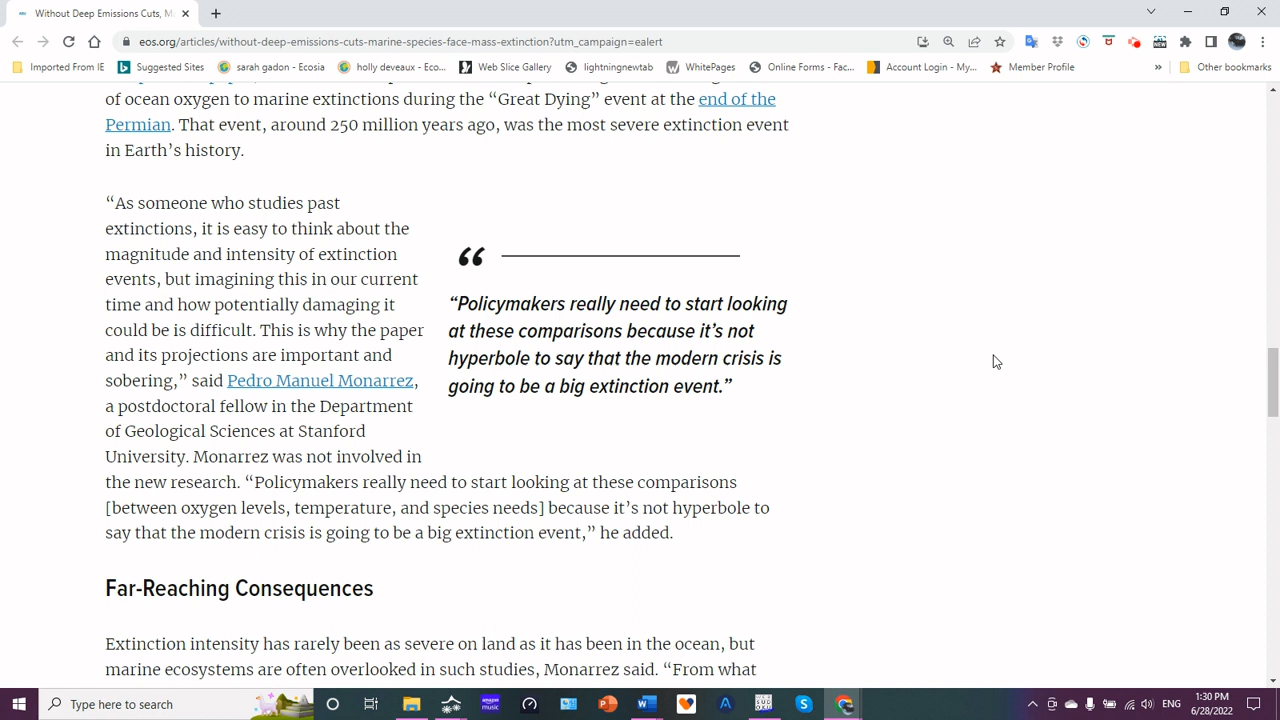 Without Deep Emissions Cuts, M
eos.org/articles/without-deep-emissions-cuts-marine-species-face-mass-extinction?utm_campaign=ealert
Imported From IE
Suggested Sites
sarah gadon - Ecosia
holly deveaux - Eco...
Web Slice Gallery
lightningnewtab
WhitePages
Online Forms - Fac...
Account Login - My...
Member Profile
»
Other bookmarks
of ocean oxygen to marine extinctions during the “Great Dying” event at the end of the
Permian. That event, around 250 million years ago, was the most severe extinction event
in Earth’s history.
“As someone who studies past
extinctions, it is easy to think about the
magnitude and intensity of extinction
events, but imagining this in our current
time and how potentially damaging it
could be is difficult. This is why the paper
and its projections are important and
sobering,” said Pedro Manuel Monarrez,
a postdoctoral fellow in the Department
of Geological Sciences at Stanford
University. Monarrez was not involved in
the new research. “Policymakers really need to start looking at these comparisons
[between oxygen levels, temperature, and species needs] because it’s not hyperbole to
say that the modern crisis is going to be a big extinction event,” he added.
“
“Policymakers really need to start looking
at these comparisons because it’s not
hyperbole to say that the modern crisis is
going to be a big extinction event.”
Far-Reaching Consequences
Extinction intensity has rarely been as severe on land as it has been in the ocean, but
marine ecosystems are often overlooked in such studies, Monarrez said. “From what
Type here to search
ENG
1:30 PM
6/28/2022